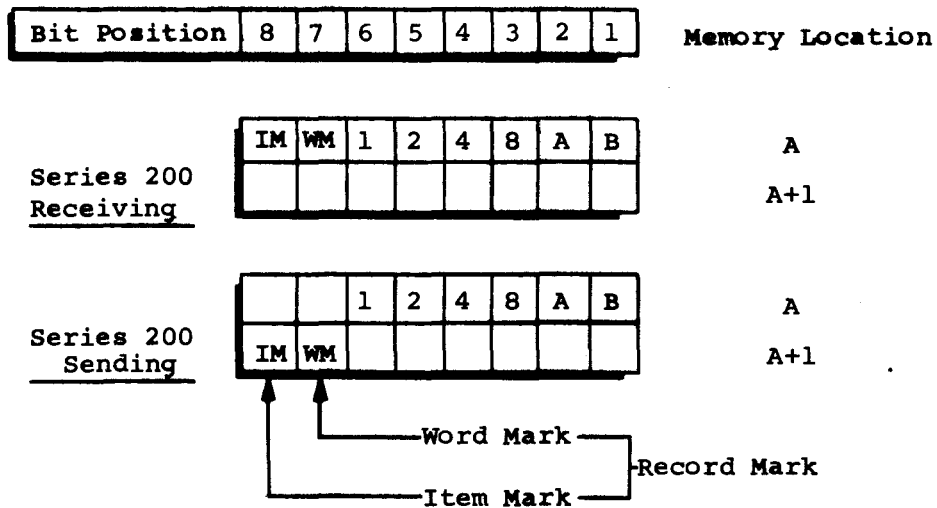 Bit Position 8 7 6 5 4 3 2 1 Memory Location
IM WM 1 2 4 8 A B A
Series 200
Receiving A+1
1 2 4 8 A B A
Series 200
Sending IM WM A+1
Word Mark
Record Mark
Item Mark